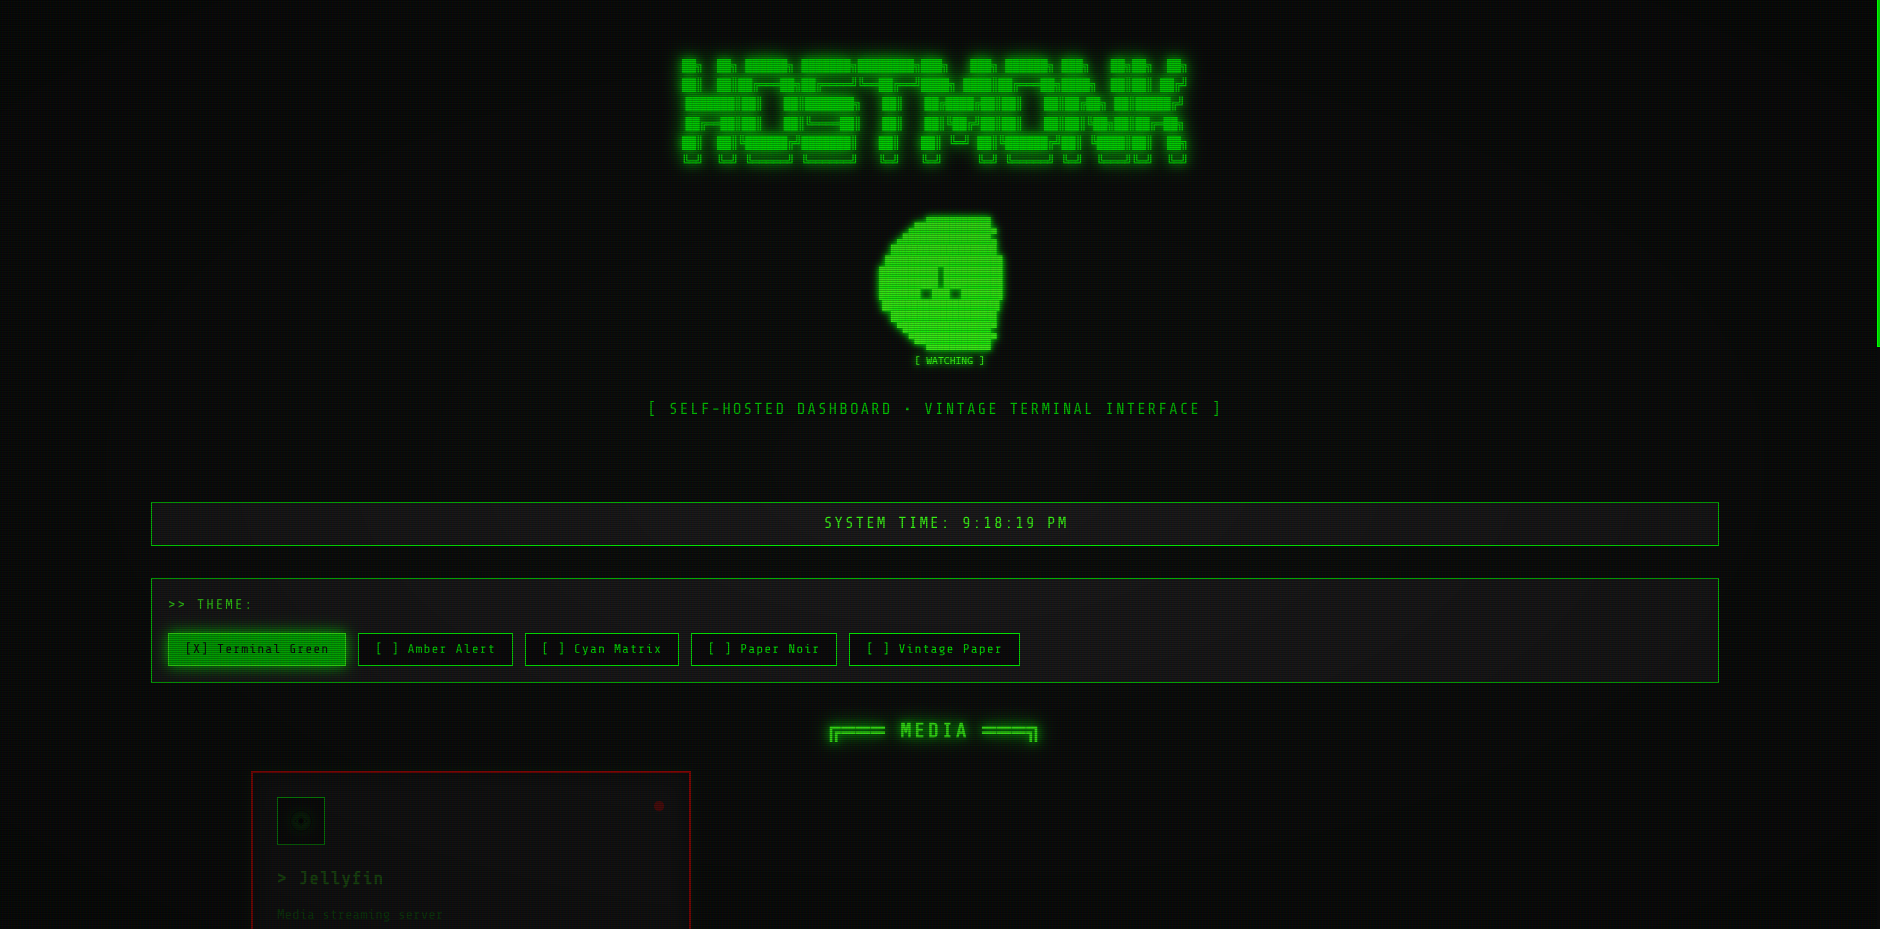 HOSTMONK
[ WATCHING ]
[ SELF-HOSTED DASHBOARD · VINTAGE TERMINAL INTERFACE ]
SYSTEM TIME: 9:18:19 PM
>> THEME:
[X] Terminal Green [ ] Amber Alert [ ] Cyan Matrix [ ] Paper Noir [ ] Vintage Paper
╔════ MEDIA ════╗
> Jellyfin
Media streaming server